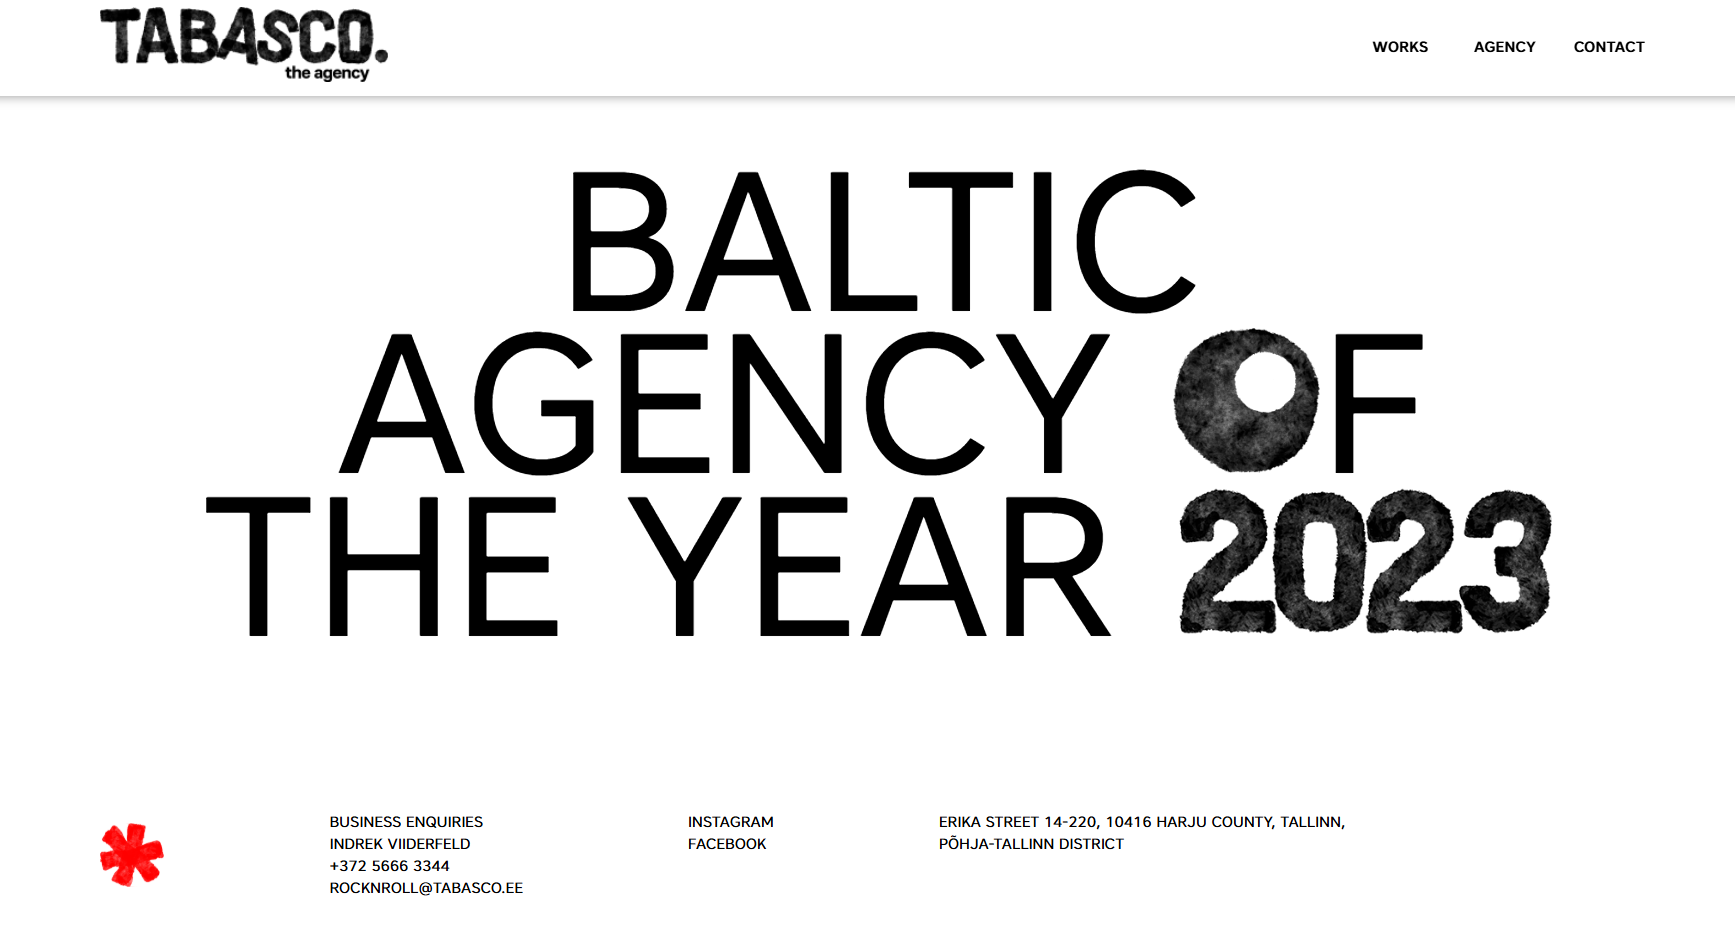 TABASCO.
the agency
WORKS AGENCY CONTACT
BALTIC
AGENCY OF
THE YEAR 2023
BUSINESS ENQUIRIES
INDREK VIIDERFELD
+372 5666 3344
ROCKNROLL@TABASCO.EE
INSTAGRAM
FACEBOOK
ERIKA STREET 14-220, 10416 HARJU COUNTY, TALLINN,
PÕHJA-TALLINN DISTRICT